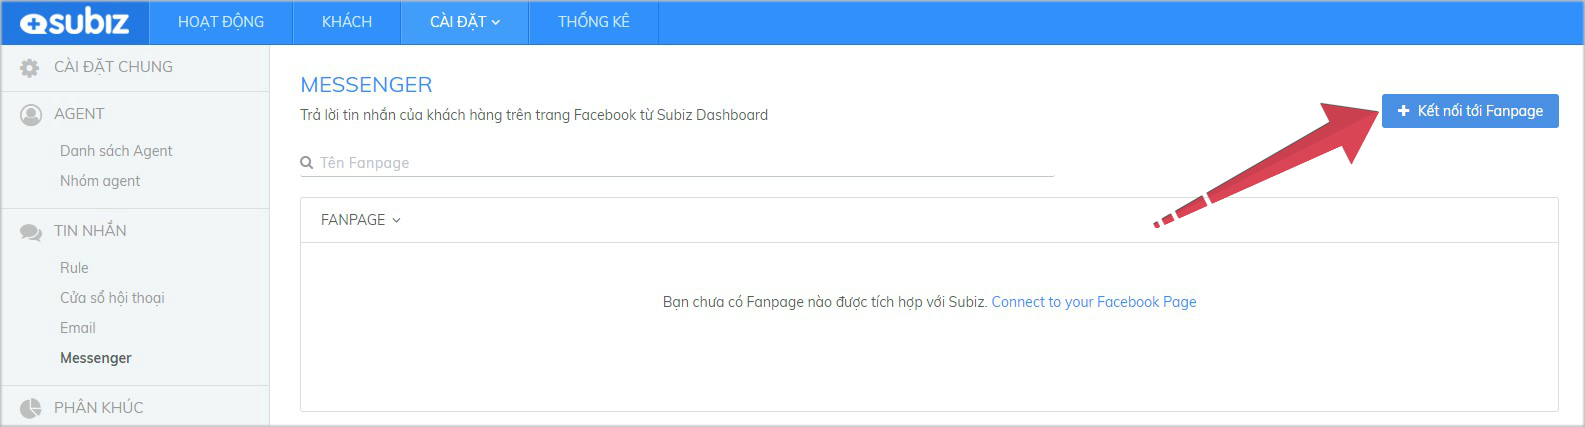 subiz
HOẠT ĐỘNG
KHÁCH
CÀI ĐẶT
THỐNG KÊ
CÀI ĐẶT CHUNG
AGENT
Danh sách Agent
Nhóm agent
TIN NHẮN
Rule
Cửa sổ hội thoại
Email
Messenger
PHÂN KHÚC
MESSENGER
Trả lời tin nhắn của khách hàng trên trang Facebook từ Subiz Dashboard
Kết nối tới Fanpage
Tên Fanpage
FANPAGE
Bạn chưa có Fanpage nào được tích hợp với Subiz. Connect to your Facebook Page